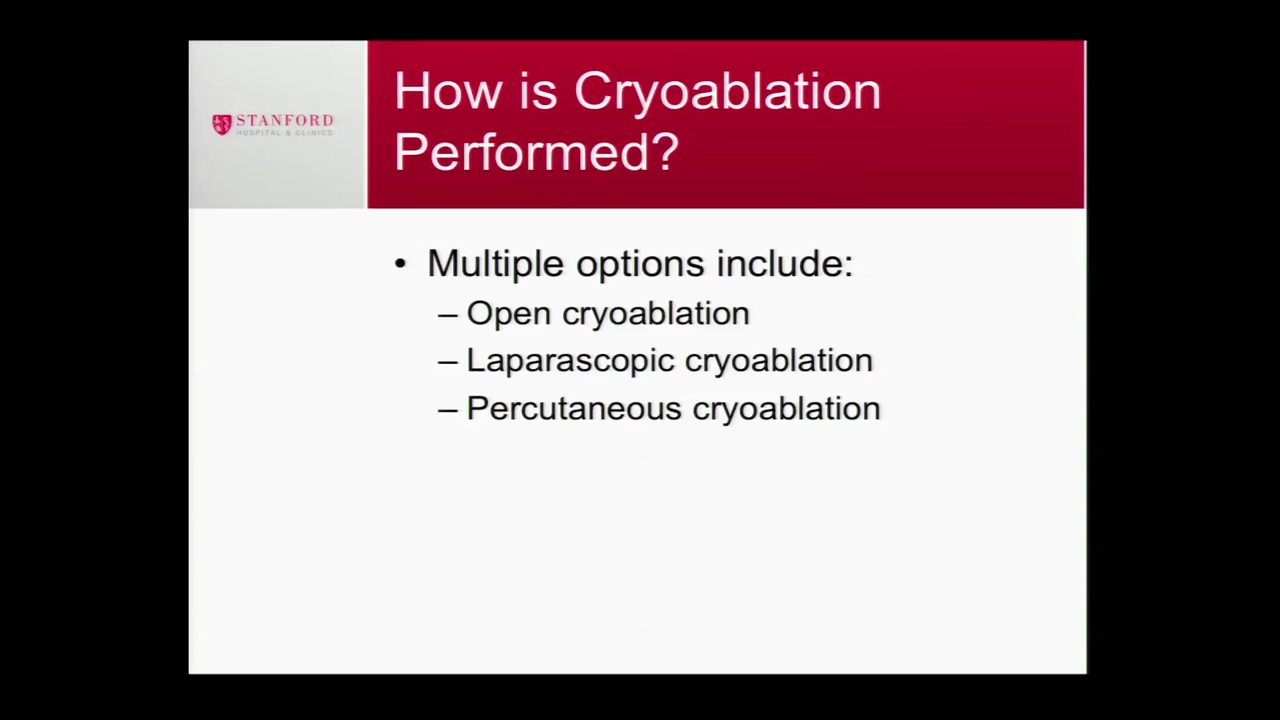 How is Cryoablation
Performed?
STANFORD
HOSPITAL & CLINICS
• Multiple options include:
– Open cryoablation
– Laparascopic cryoablation
– Percutaneous cryoablation